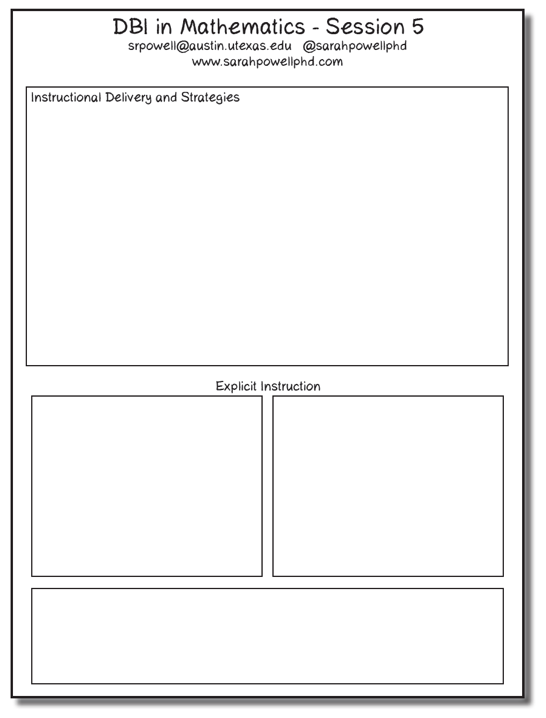 DBI in Mathematics - Session 5
srpowell@austin.utexas.edu @sarahpowellphd
www.sarahpowellphd.com
Instructional Delivery and Strategies
Explicit Instruction